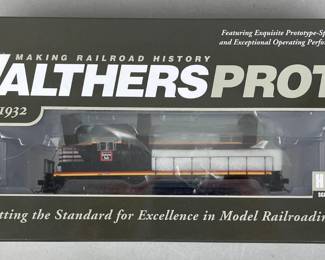 Featuring Exquisite Prototype-Sp
and Exceptional Operating Perfo
MAKING RAILROAD HISTORY
ALTHERSPROT
1932
H
tting the Standard for Excellence in Model Railroadin